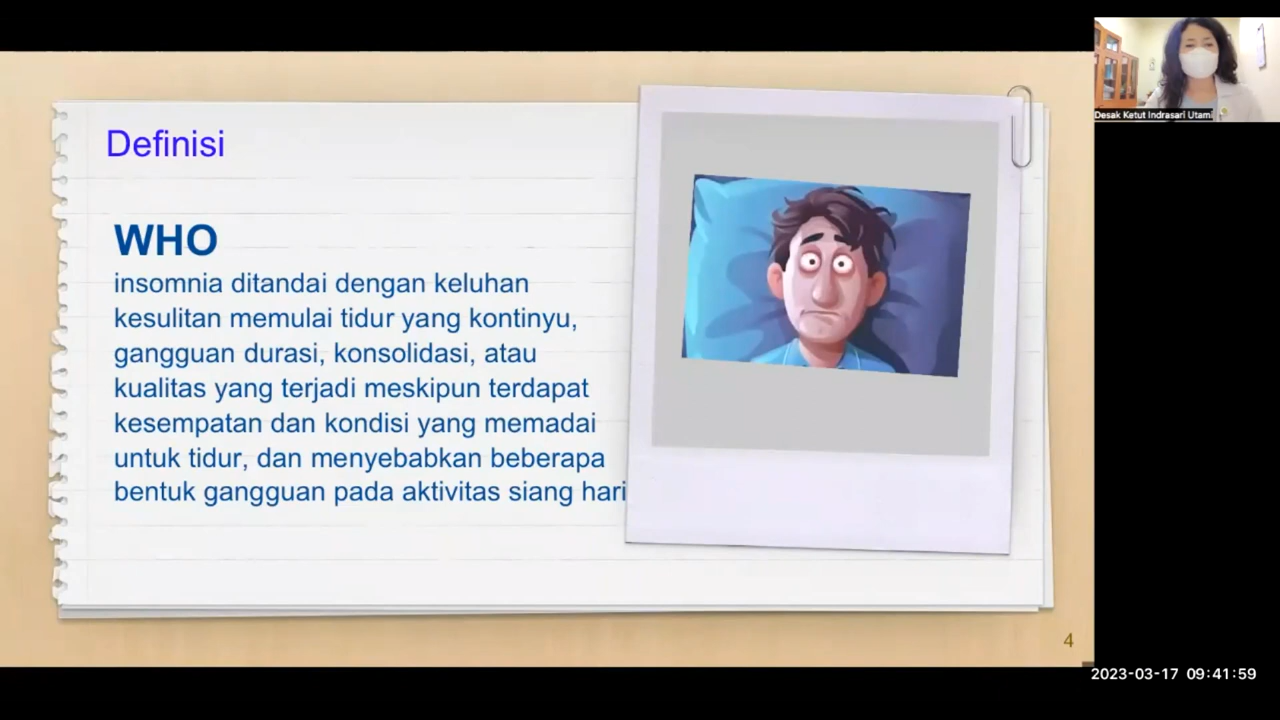 Definisi
WHO
insomnia ditandai dengan keluhan
kesulitan memulai tidur yang kontinyu,
gangguan durasi, konsolidasi, atau
kualitas yang terjadi meskipun terdapat
kesempatan dan kondisi yang memadai
untuk tidur, dan menyebabkan beberapa
bentuk gangguan pada aktivitas siang hari
4
Desak Ketut Indrasari Utami
2023-03-17 09:41:59